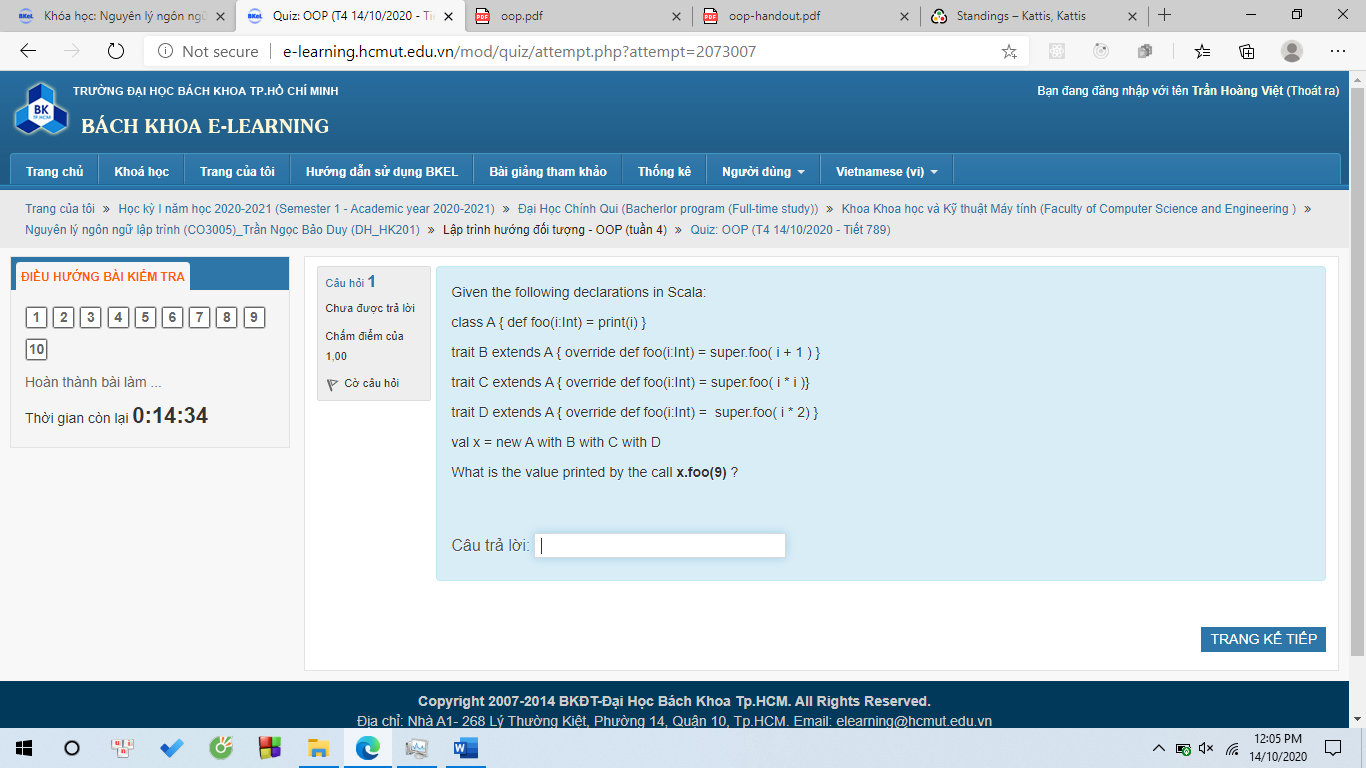 Khóa học: Nguyên lý ngôn ngữ
Quiz: OOP (T4 14/10/2020 - Tiế
oop.pdf
oop-handout.pdf
Standings – Kattis, Kattis
Not secure
e-learning.hcmut.edu.vn/mod/quiz/attempt.php?attempt=2073007
TRƯỜNG ĐẠI HỌC BÁCH KHOA TP.HỒ CHÍ MINH
Bạn đang đăng nhập với tên Trần Hoàng Việt (Thoát ra)
BK
TP.HCM
BÁCH KHOA E-LEARNING
Trang chủ
Khoá học
Trang của tôi
Hướng dẫn sử dụng BKEL
Bài giảng tham khảo
Thống kê
Người dùng
Vietnamese (vi)
Trang của tôi » Học kỳ I năm học 2020-2021 (Semester 1 - Academic year 2020-2021) » Đại Học Chính Qui (Bacherlor program (Full-time study)) » Khoa Khoa học và Kỹ thuật Máy tính (Faculty of Computer Science and Engineering ) »
Nguyên lý ngôn ngữ lập trình (CO3005)_Trần Ngọc Bảo Duy (DH_HK201) » Lập trình hướng đối tượng - OOP (tuần 4) » Quiz: OOP (T4 14/10/2020 - Tiết 789)
ĐIỀU HƯỚNG BÀI KIỂM TRA
1 2 3 4 5 6 7 8 9
10
Hoàn thành bài làm ...
Thời gian còn lại 0:14:34
Câu hỏi 1
Chưa được trả lời
Chấm điểm của
1,00
Cờ câu hỏi
Given the following declarations in Scala:
class A { def foo(i:Int) = print(i) }
trait B extends A { override def foo(i:Int) = super.foo( i + 1 ) }
trait C extends A { override def foo(i:Int) = super.foo( i * i )}
trait D extends A { override def foo(i:Int) = super.foo( i * 2) }
val x = new A with B with C with D
What is the value printed by the call x.foo(9) ?
Câu trả lời:
TRANG KẾ TIẾP
Copyright 2007-2014 BKĐT-Đại Học Bách Khoa Tp.HCM. All Rights Reserved.
Địa chỉ: Nhà A1- 268 Lý Thường Kiệt, Phường 14, Quận 10, Tp.HCM. Email: elearning@hcmut.edu.vn
12:05 PM
14/10/2020